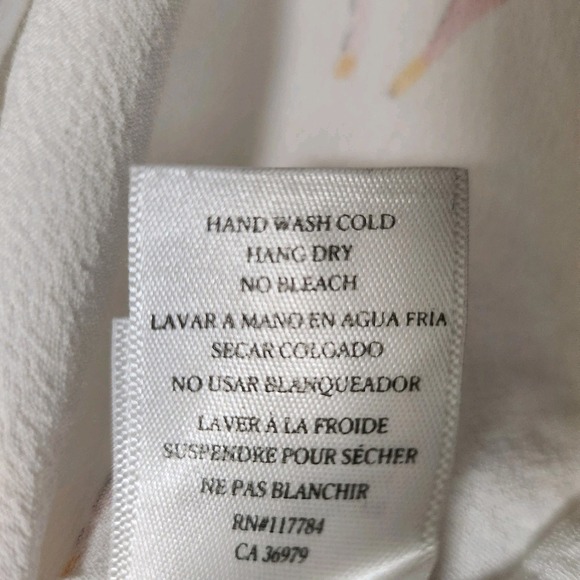 HAND WASH COLD
HANG DRY
NO BLEACH
LAVAR A MANO EN AGUA FRIA
SECAR COLGADO
NO USAR BLANQUEADOR
LAVER À LA FROIDE
SUSPENDRE POUR SÉCHER
NE PAS BLANCHIR
RN#117784
CA 36979